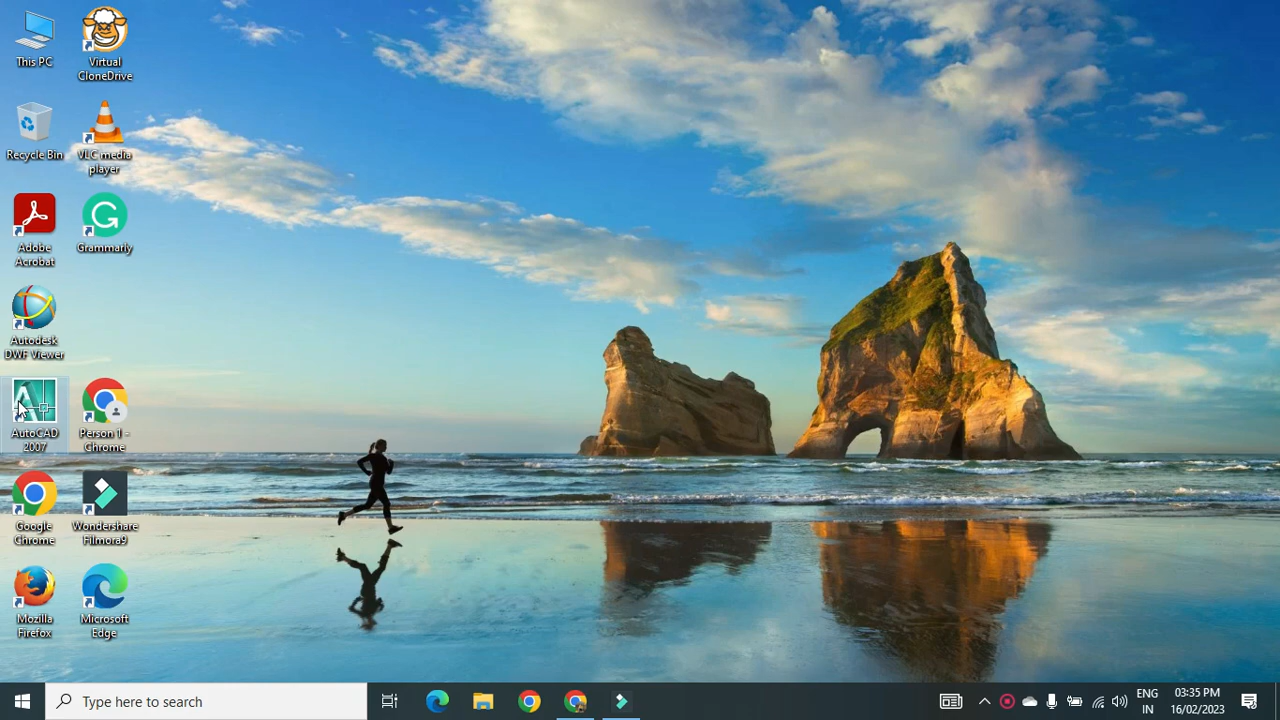 This PC
Virtual
CloneDrive
Recycle Bin
VLC media
player
Adobe
Acrobat
Grammarly
Autodesk
DWF Viewer
AutoCAD
2007
Person 1 -
Chrome
Google
Chrome
Wondershare
Filmora9
Mozilla
Firefox
Microsoft
Edge
Type here to search
ENG
IN
03:35 PM
16/02/2023